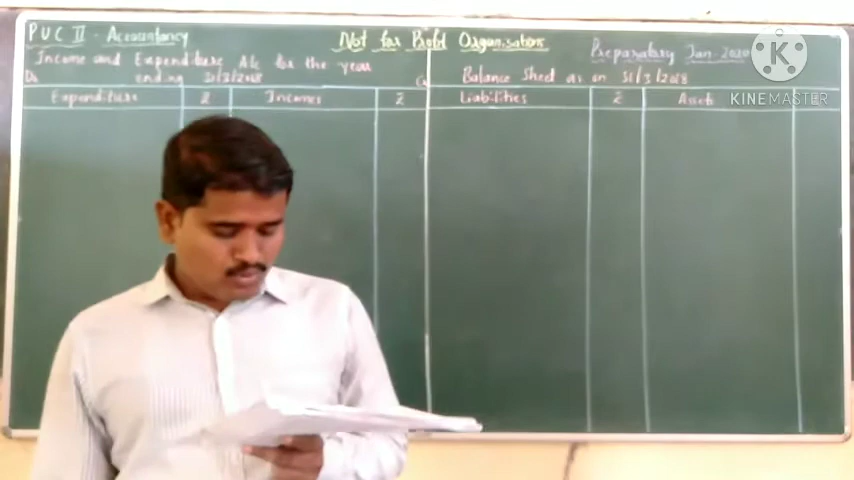 PUC II - Accountancy
Not for Profit Organisations
Preparatory Jan-2020
Income and Expenditure A/c for the year
Dr ending 31/3/2018 Cr
Balance Sheet as on 31/3/2018
Expenditure ₹ Incomes ₹
Liabilities ₹ Assets
K
KINEMASTER